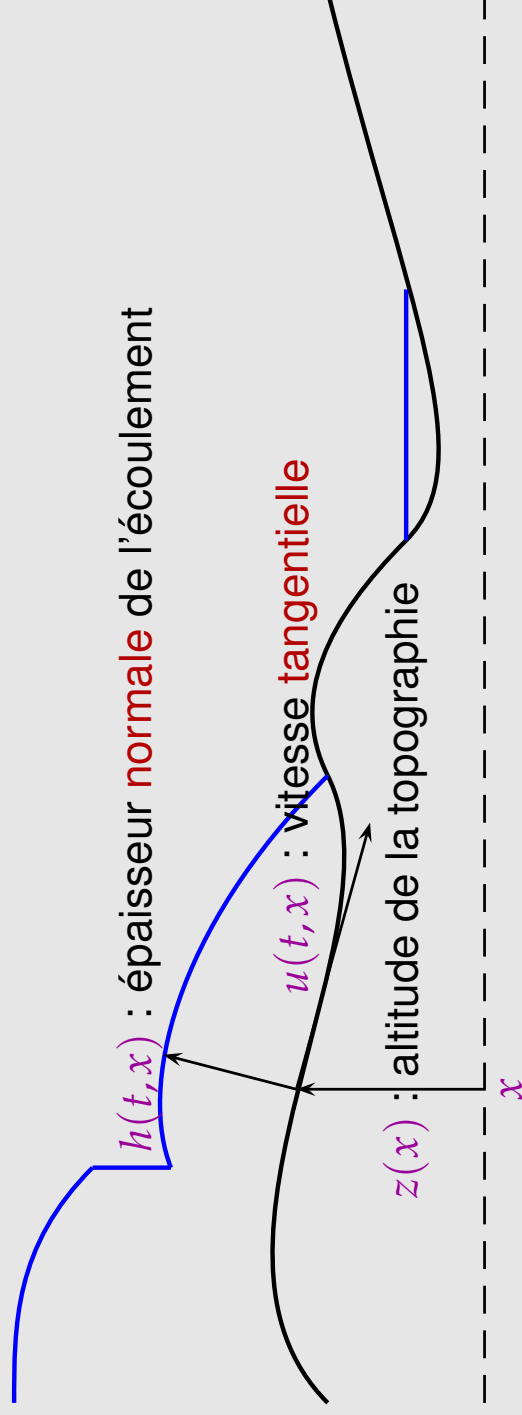 h(t,x) : épaisseur normale de l'écoulement
u(t,x) : vitesse tangentielle
z(x) : altitude de la topographie
x